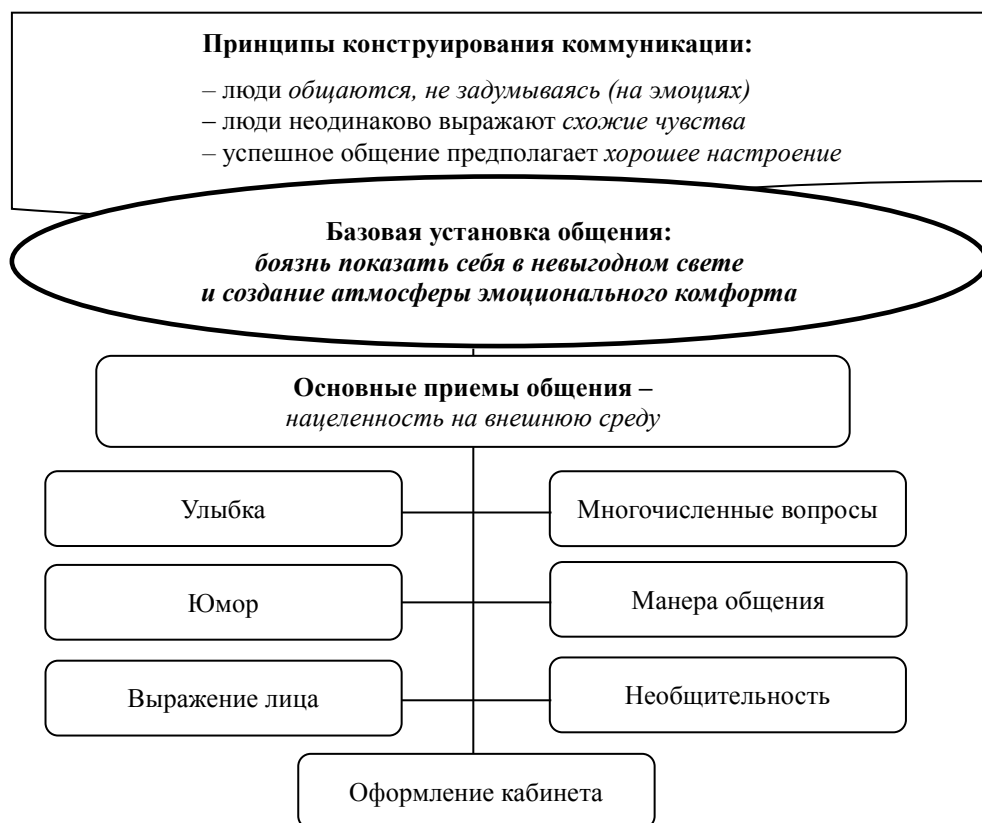 Принципы конструирования коммуникации:
– люди общаются, не задумываясь (на эмоциях)
– люди неодинаково выражают схожие чувства
– успешное общение предполагает хорошее настроение
Базовая установка общения:
боязнь показать себя в невыгодном свете
и создание атмосферы эмоционального комфорта
Основные приемы общения –
нацеленность на внешнюю среду
Улыбка
Многочисленные вопросы
Юмор
Манера общения
Выражение лица
Необщительность
Оформление кабинета